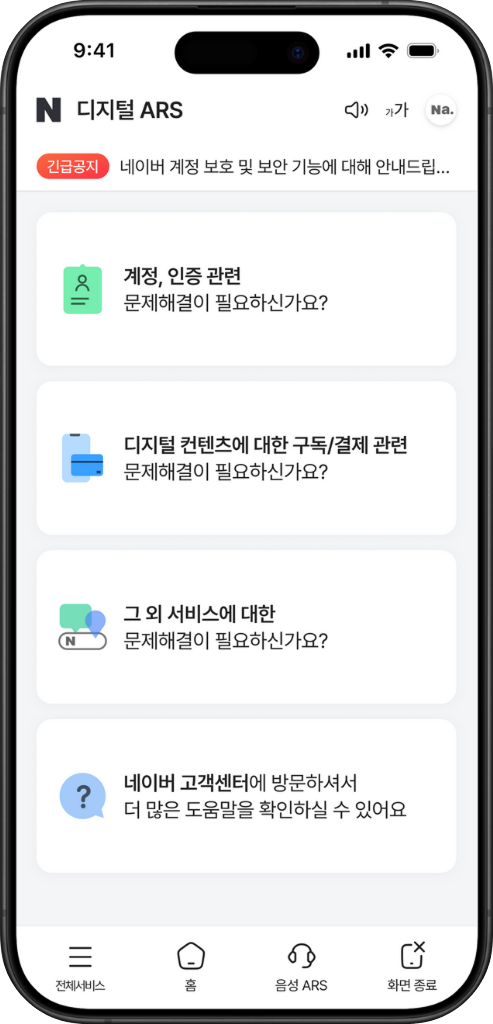 9:41
N 디지털 ARS 가가 Na.
긴급공지 네이버 계정 보호 및 보안 기능에 대해 안내드립...
계정, 인증 관련
문제해결이 필요하신가요?
디지털 컨텐츠에 대한 구독/결제 관련
문제해결이 필요하신가요?
그 외 서비스에 대한
문제해결이 필요하신가요?
N
네이버 고객센터에 방문하셔서
더 많은 도움말을 확인하실 수 있어요
?
전체서비스 홈 음성 ARS 화면 종료